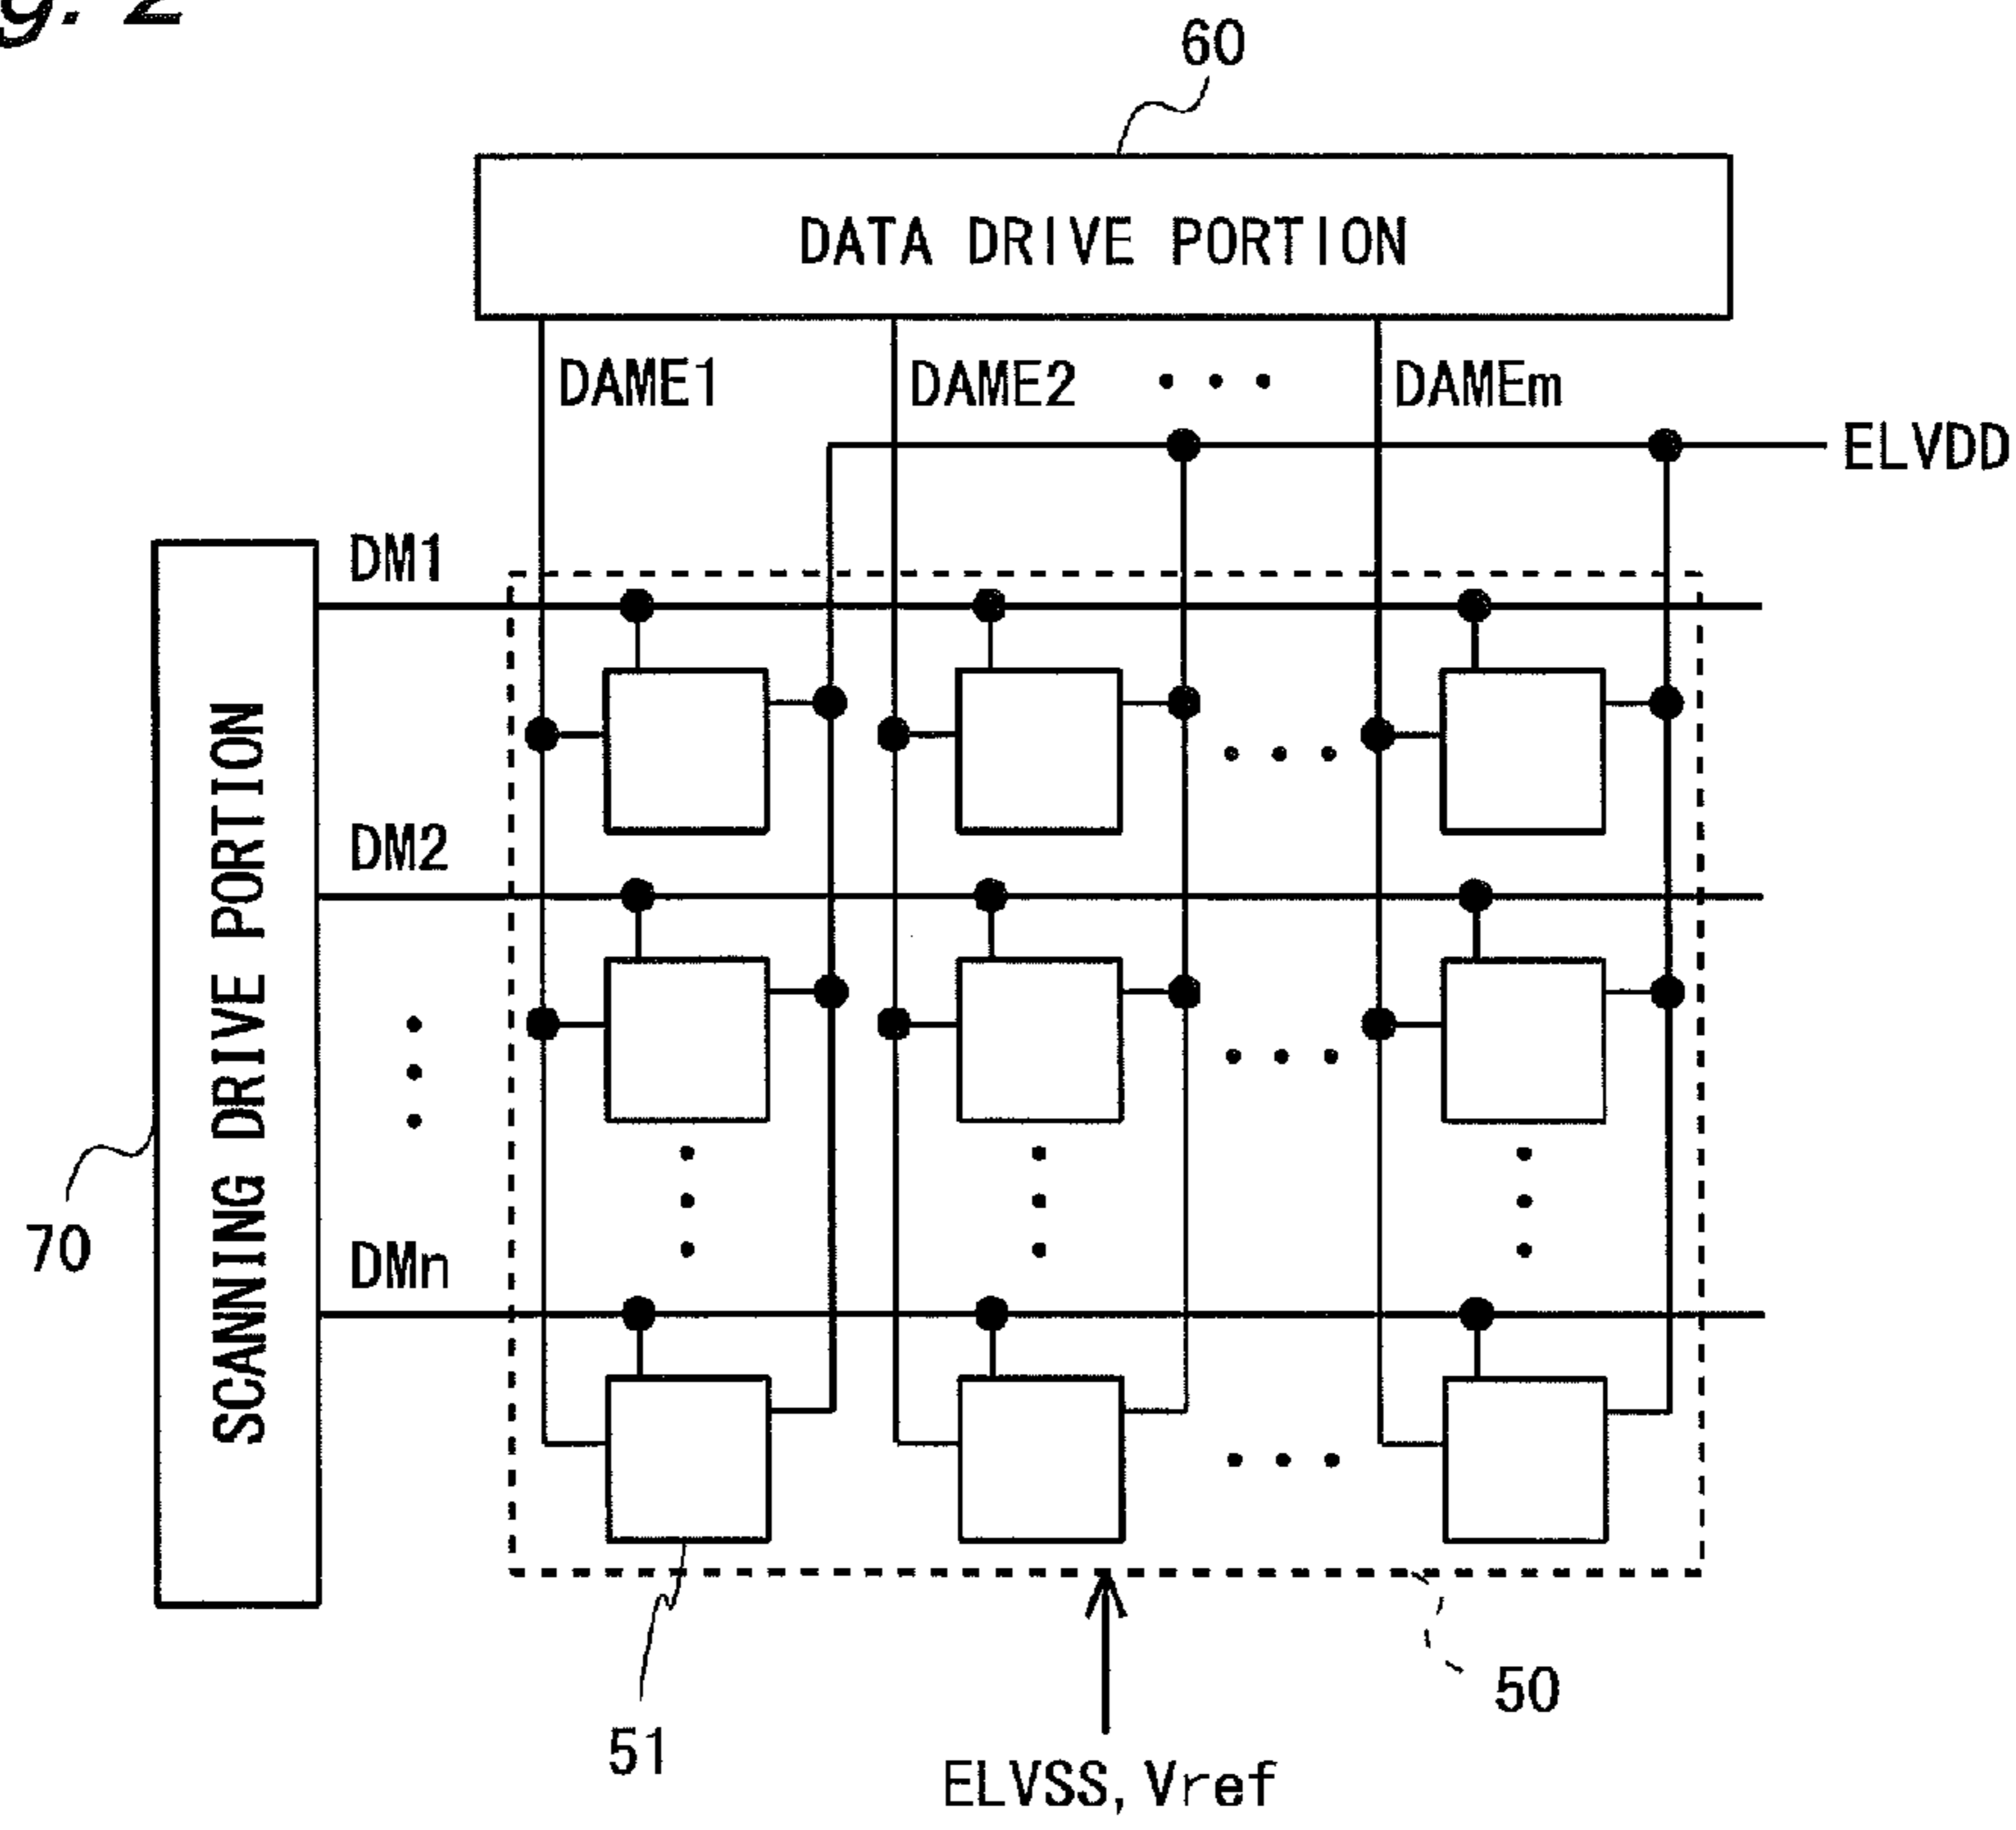 g. 2
60
DATA DRIVE PORTION
DAME1 DAME2 ... DAMEm
ELVDD
DM1
DM2
DMn
SCANNING DRIVE PORTION
70
51
50
ELVSS, Vref